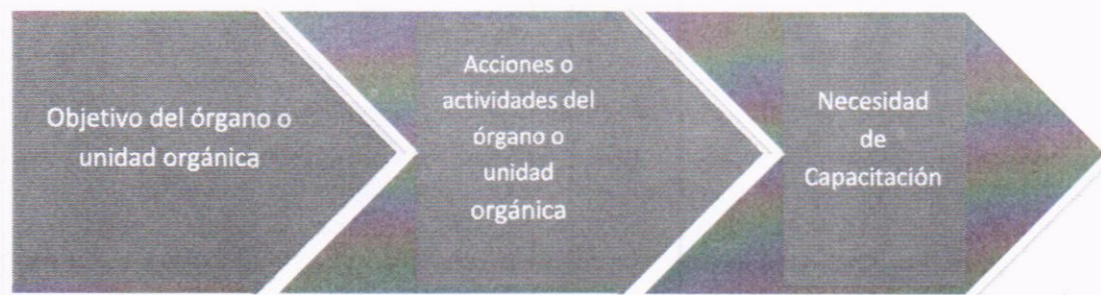 Objetivo del órgano o
unidad orgánica
Acciones o
actividades del
órgano o
unidad
orgánica
Necesidad
de
Capacitación